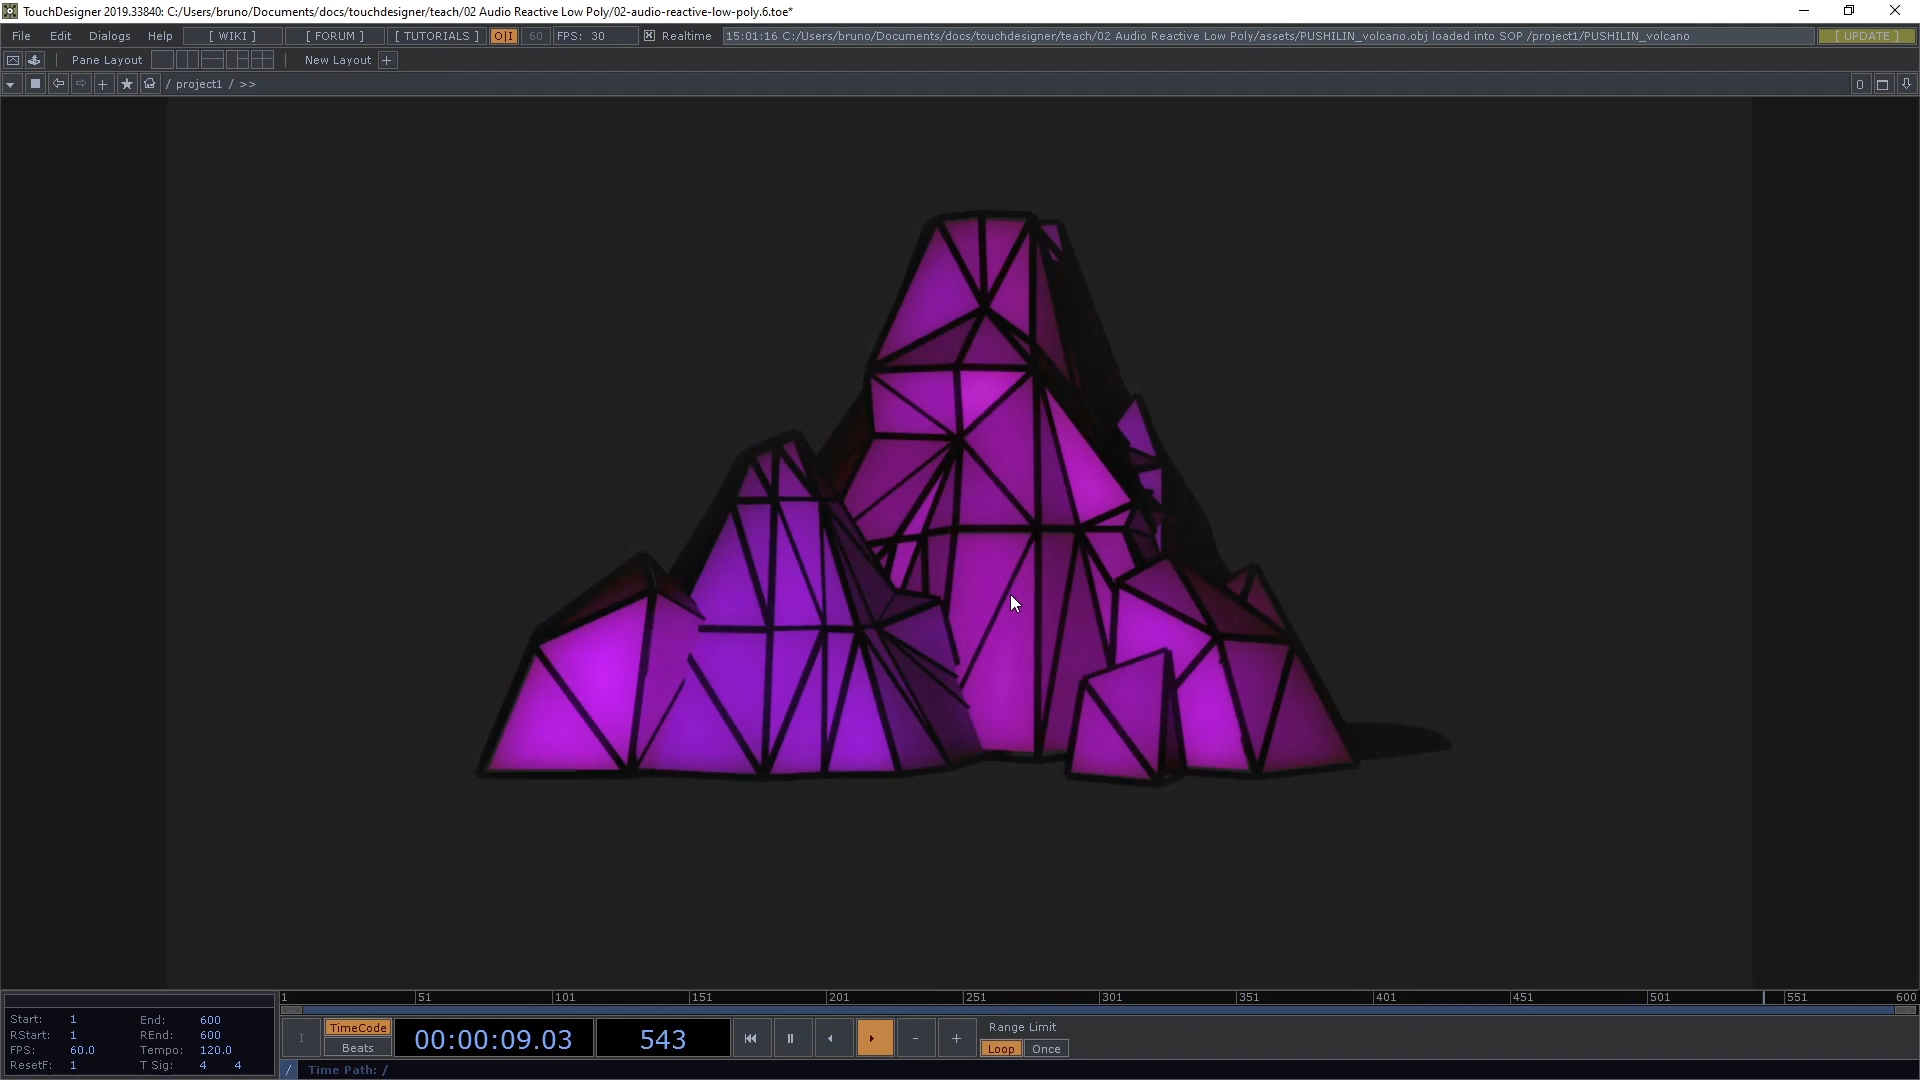 TouchDesigner 2019.33840: C:/Users/bruno/Documents/docs/touchdesigner/teach/02 Audio Reactive Low Poly/02-audio-reactive-low-poly.6.toe*
File Edit Dialogs Help [ WIKI ] [ FORUM ] [ TUTORIALS ] O|I 60 FPS: 30 Realtime 15:01:16 C:/Users/bruno/Documents/docs/touchdesigner/teach/02 Audio Reactive Low Poly/assets/PUSHILIN_volcano.obj loaded into SOP /project1/PUSHILIN_volcano [ UPDATE ]
Pane Layout New Layout +
/ project1 / >> 0
1 51 101 151 201 251 301 351 401 451 501 551 600
Start: 1 End: 600
RStart: 1 REnd: 600
FPS: 60.0 Tempo: 120.0
ResetF: 1 T Sig: 4 4
I TimeCode Beats 00:00:09.03 543 - + Range Limit
Loop Once
/ Time Path: /